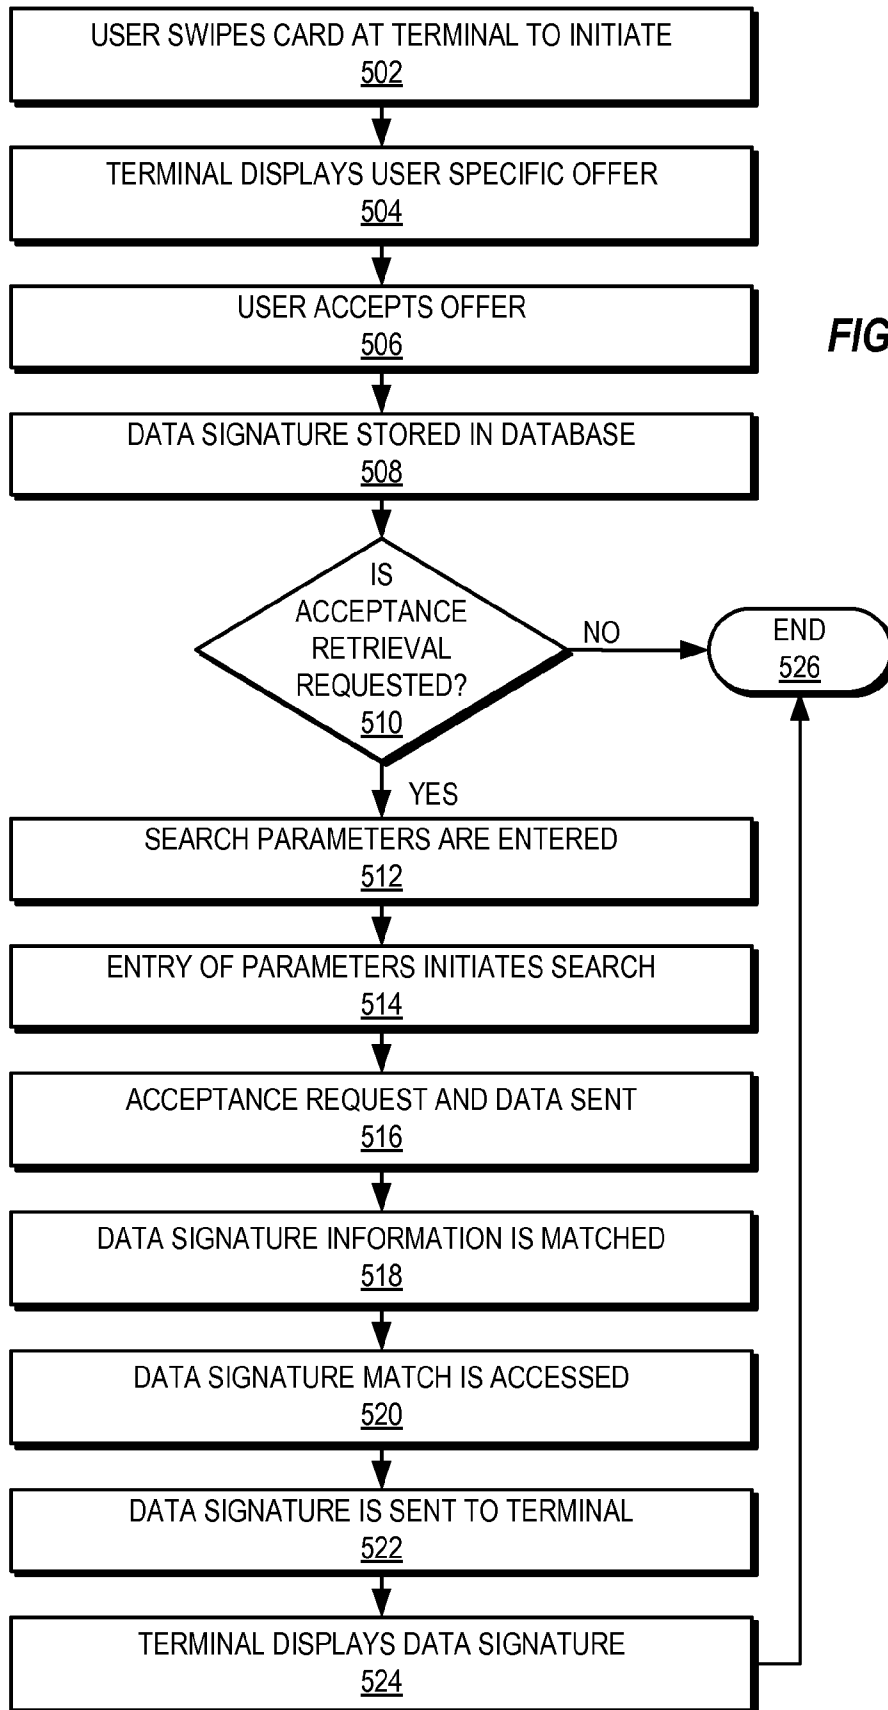 USER SWIPES CARD AT TERMINAL TO INITIATE
502
TERMINAL DISPLAYS USER SPECIFIC OFFER
504
USER ACCEPTS OFFER
506
FIG
DATA SIGNATURE STORED IN DATABASE
508
IS
ACCEPTANCE
RETRIEVAL
REQUESTED?
510
NO
END
526
YES
SEARCH PARAMETERS ARE ENTERED
512
ENTRY OF PARAMETERS INITIATES SEARCH
514
ACCEPTANCE REQUEST AND DATA SENT
516
DATA SIGNATURE INFORMATION IS MATCHED
518
DATA SIGNATURE MATCH IS ACCESSED
520
DATA SIGNATURE IS SENT TO TERMINAL
522
TERMINAL DISPLAYS DATA SIGNATURE
524